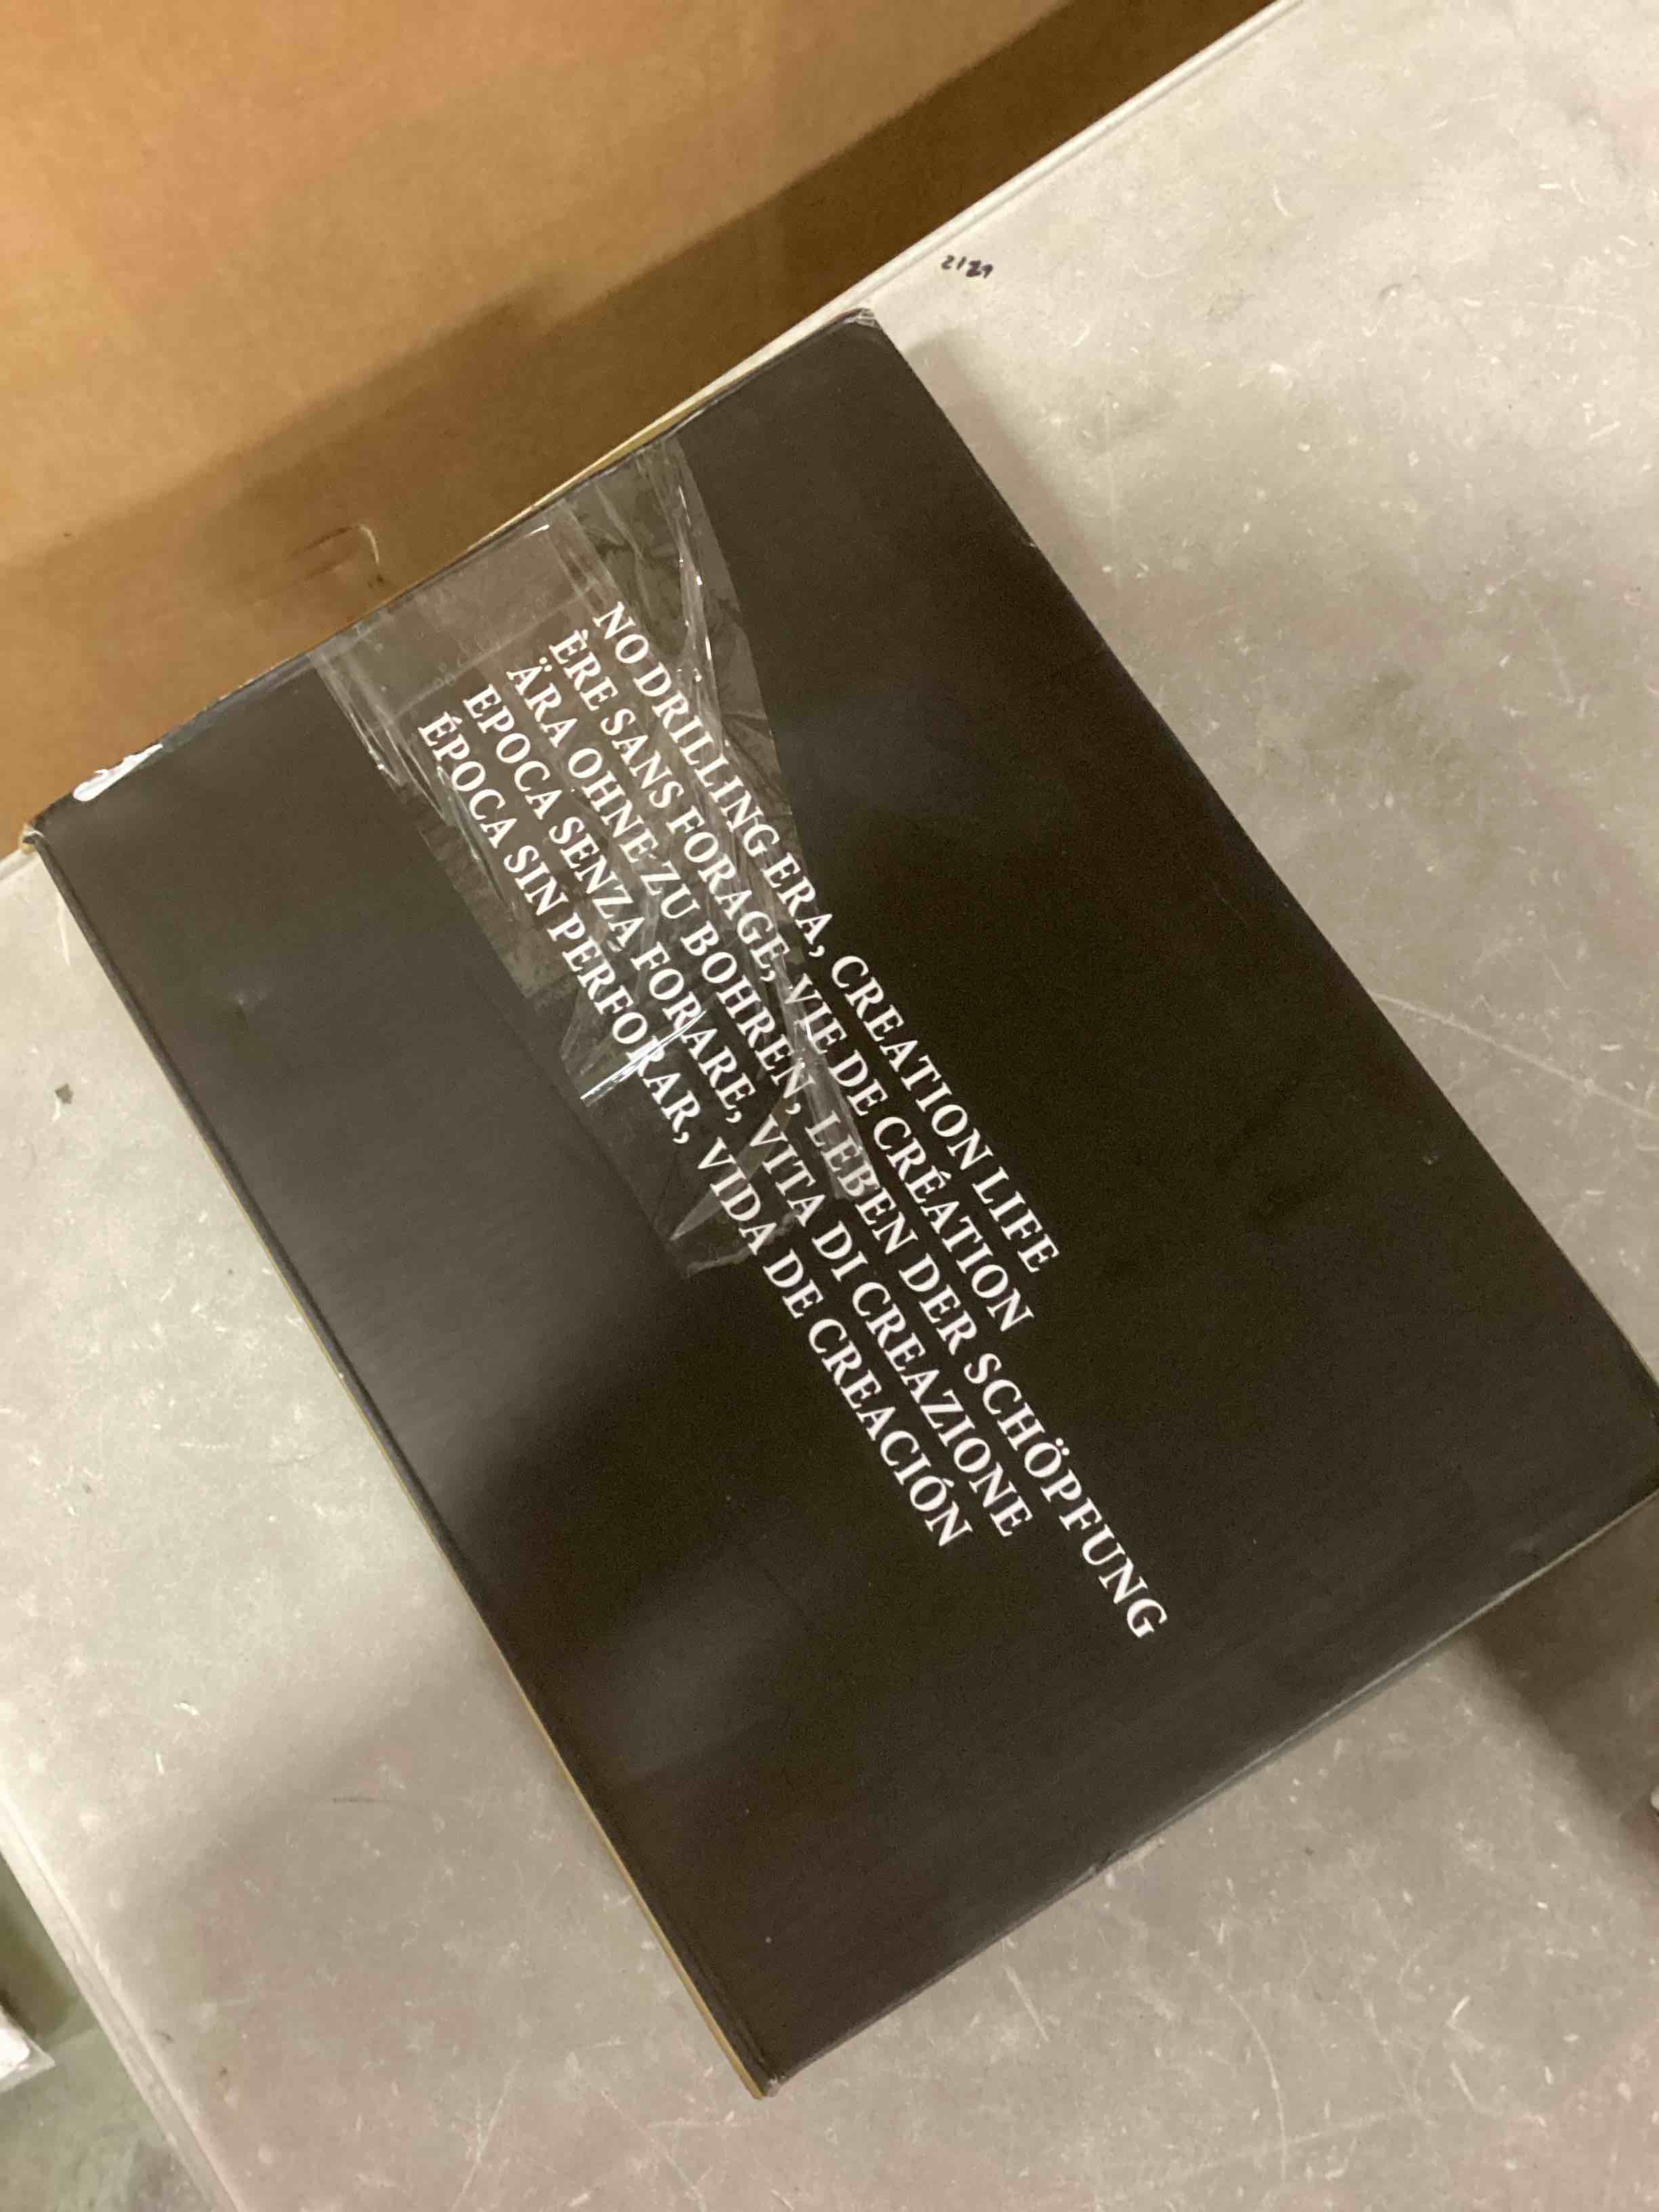 NO DRILLING ERA, CREATION LIFE
ÈRE SANS FORAGE, VIE DE CRÉATION
ÄRA OHNE ZU BOHREN, LEBEN DER SCHÖPFUNG
EPOCA SENZA FORARE, VITA DI CREAZIONE
ÉPOCA SIN PERFORAR, VIDA DE CREACIÓN